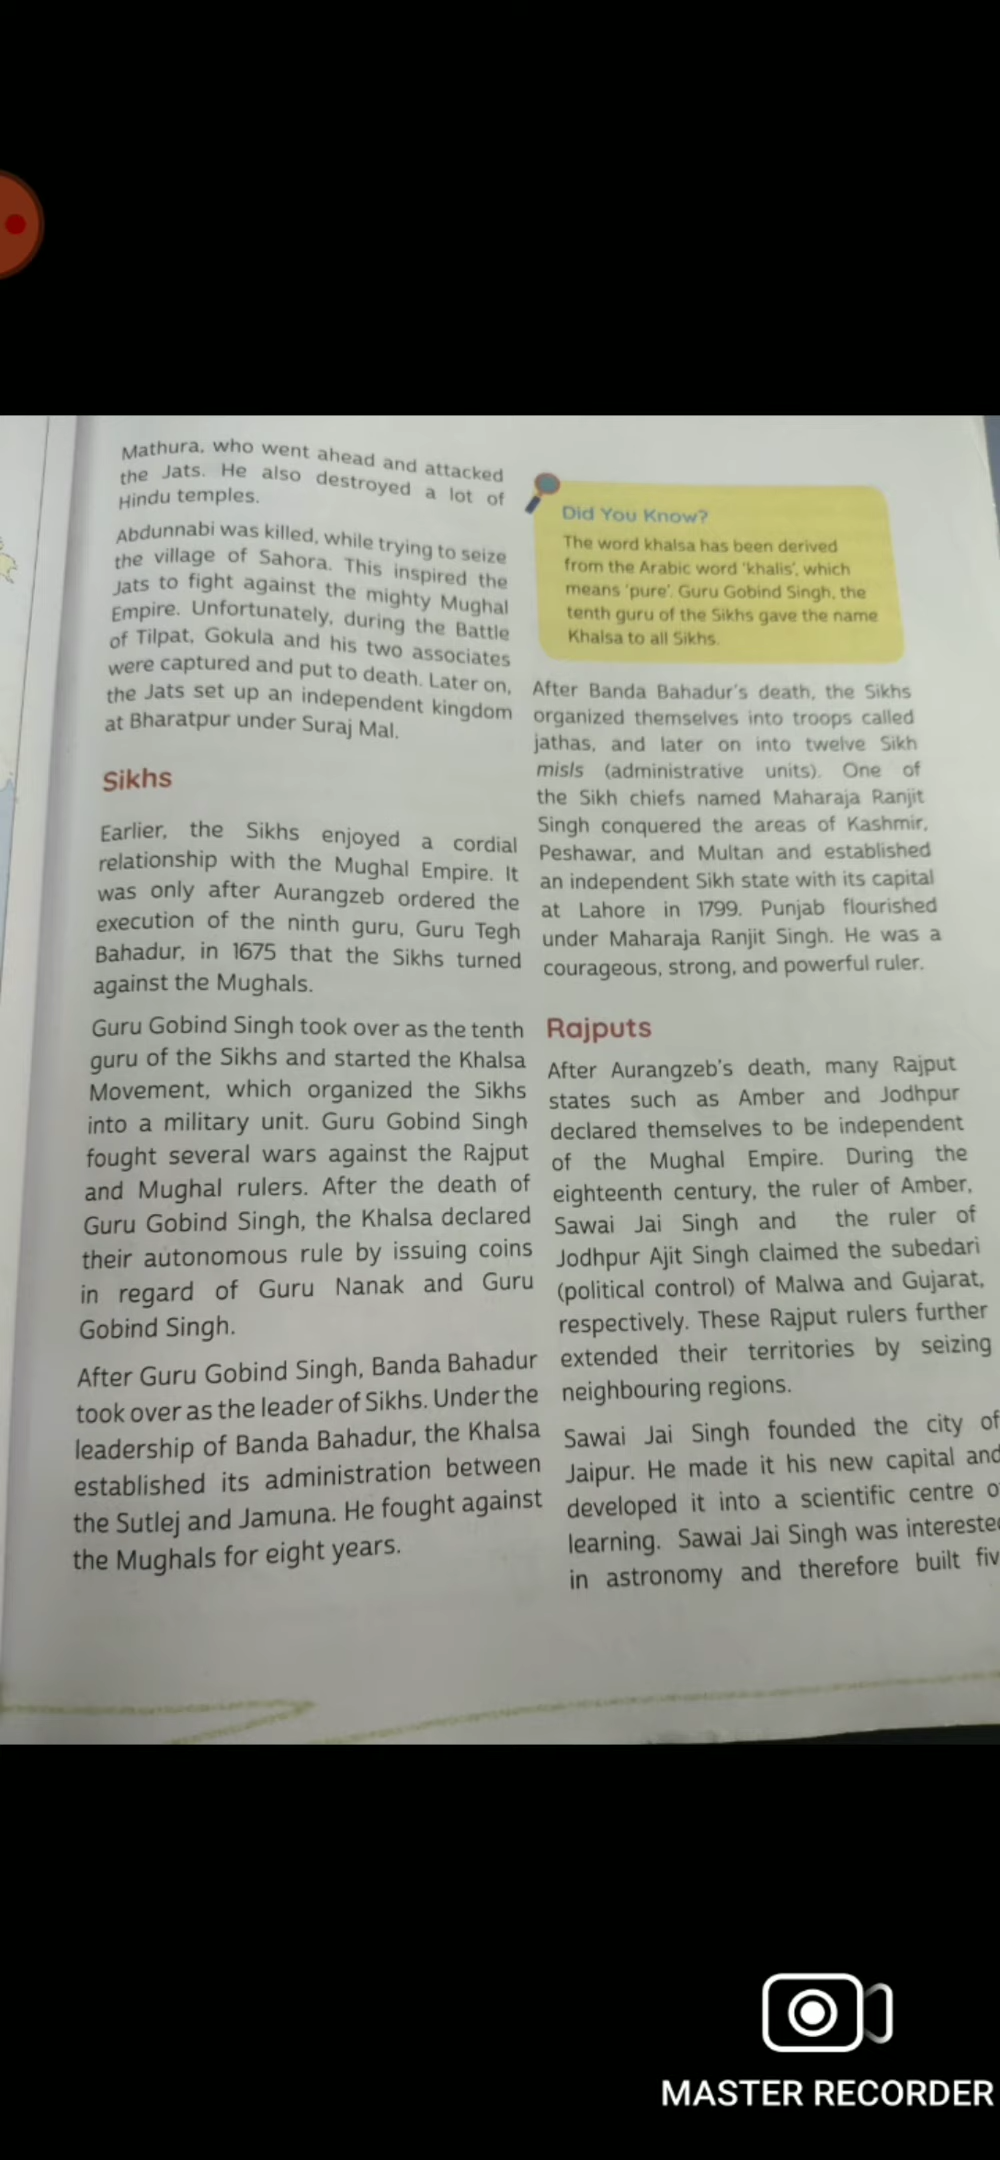 Mathura, who went ahead and attacked
the Jats. He also destroyed a lot of
Hindu temples.
Abdunnabi was killed, while trying to seize
the village of Sahora. This inspired the
Jats to fight against the mighty Mughal
Empire. Unfortunately, during the Battle
of Tilpat, Gokula and his two associates
were captured and put to death. Later on,
the Jats set up an independent kingdom
at Bharatpur under Suraj Mal.
Sikhs
Earlier, the Sikhs enjoyed a cordial
relationship with the Mughal Empire. It
was only after Aurangzeb ordered the
execution of the ninth guru, Guru Tegh
Bahadur, in 1675 that the Sikhs turned
against the Mughals.
Guru Gobind Singh took over as the tenth
guru of the Sikhs and started the Khalsa
Movement, which organized the Sikhs
into a military unit. Guru Gobind Singh
fought several wars against the Rajput
and Mughal rulers. After the death of
Guru Gobind Singh, the Khalsa declared
their autonomous rule by issuing coins
in regard of Guru Nanak and Guru
Gobind Singh.
After Guru Gobind Singh, Banda Bahadur
took over as the leader of Sikhs. Under the
leadership of Banda Bahadur, the Khalsa
established its administration between
the Sutlej and Jamuna. He fought against
the Mughals for eight years.
Did You Know?
The word khalsa has been derived
from the Arabic word 'khalis', which
means 'pure'. Guru Gobind Singh, the
tenth guru of the Sikhs gave the name
Khalsa to all Sikhs.
After Banda Bahadur's death, the Sikhs
organized themselves into troops called
jathas, and later on into twelve Sikh
misls (administrative units). One of
the Sikh chiefs named Maharaja Ranjit
Singh conquered the areas of Kashmir,
Peshawar, and Multan and established
an independent Sikh state with its capital
at Lahore in 1799. Punjab flourished
under Maharaja Ranjit Singh. He was a
courageous, strong, and powerful ruler.
Rajputs
After Aurangzeb's death, many Rajput
states such as Amber and Jodhpur
declared themselves to be independent
of the Mughal Empire. During the
eighteenth century, the ruler of Amber,
Sawai Jai Singh and the ruler of
Jodhpur Ajit Singh claimed the subedari
(political control) of Malwa and Gujarat,
respectively. These Rajput rulers further
extended their territories by seizing
neighbouring regions.
Sawai Jai Singh founded the city of
Jaipur. He made it his new capital and
developed it into a scientific centre o
learning. Sawai Jai Singh was intereste
in astronomy and therefore built fiv
MASTER RECORDER